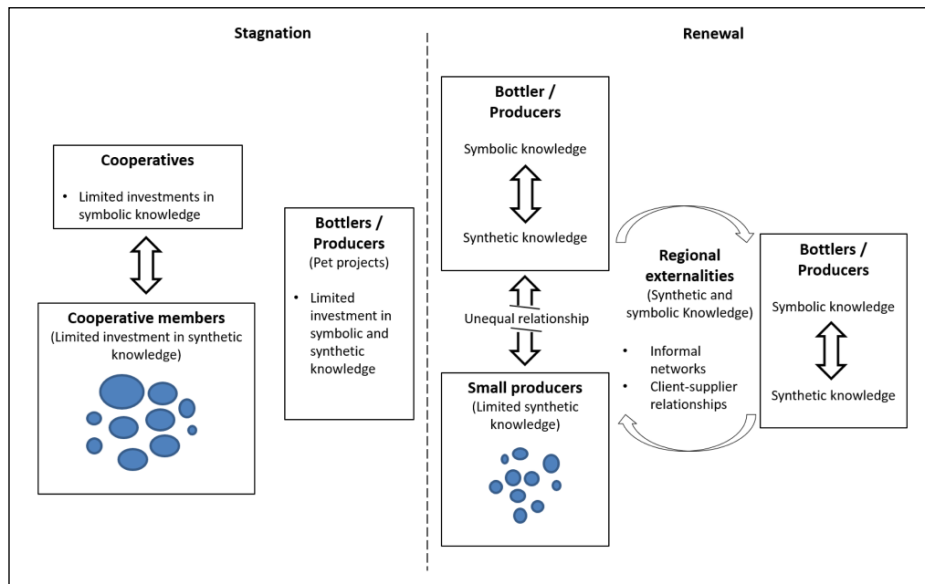 Stagnation
Cooperatives
• Limited investments in
symbolic knowledge
Cooperative members
(Limited investment in synthetic
knowledge)
Bottlers /
Producers
(Pet projects)
• Limited
investment in
symbolic and
synthetic
knowledge
Renewal
Bottler /
Producers
Symbolic knowledge
Synthetic knowledge
Unequal relationship
Small producers
(Limited synthetic
knowledge)
Regional
externalities
(Synthetic and
symbolic Knowledge)
• Informal
networks
• Client-supplier
relationships
Bottlers /
Producers
Symbolic knowledge
Synthetic knowledge